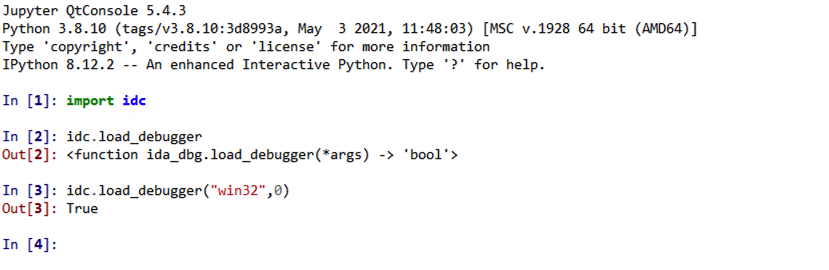 Jupyter QtConsole 5.4.3
Python 3.8.10 (tags/v3.8.10:3d8993a, May  3 2021, 11:48:03) [MSC v.1928 64 bit (AMD64)]
Type 'copyright', 'credits' or 'license' for more information
IPython 8.12.2 -- An enhanced Interactive Python. Type '?' for help.
In [1]: import idc
In [2]: idc.load_debugger
Out[2]: <function ida_dbg.load_debugger(*args) -> 'bool'>
In [3]: idc.load_debugger("win32",0)
Out[3]: True
In [4]: